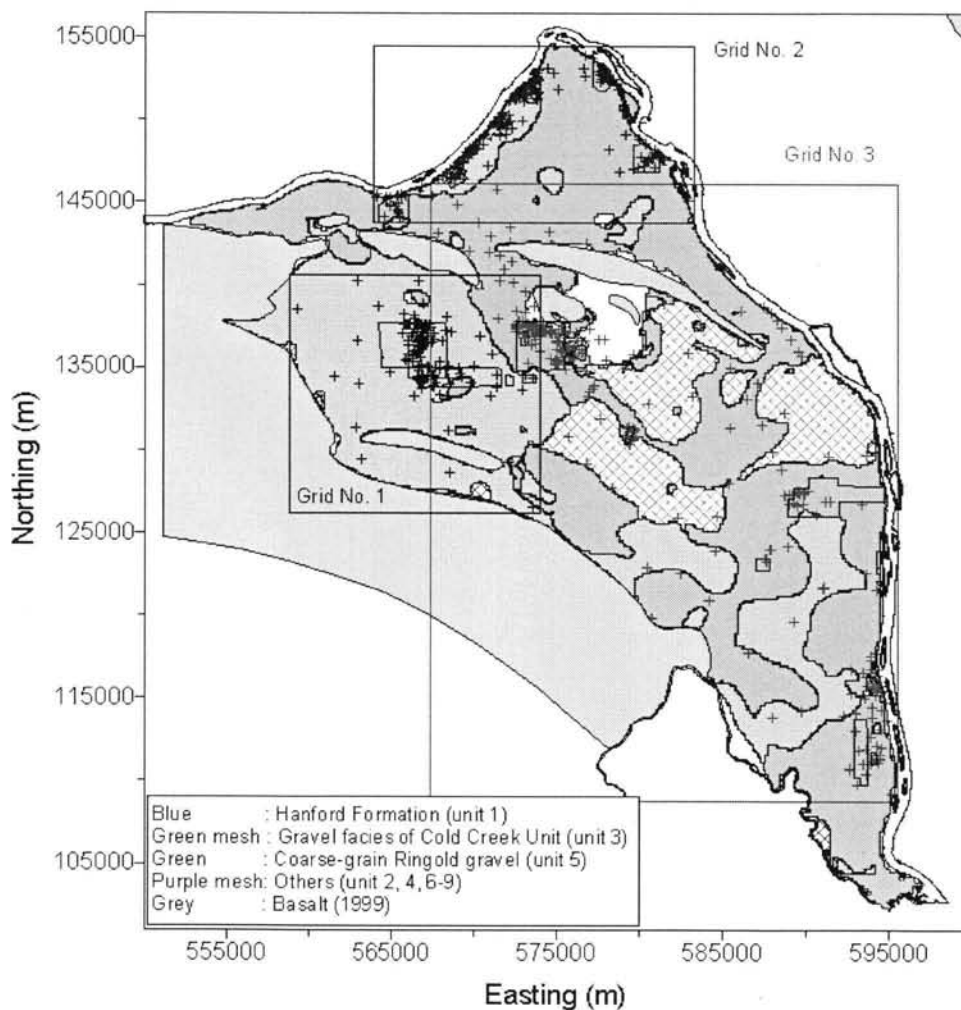 155000
Grid No. 2
Grid No. 3
145000
135000
Northing (m)
Grid No. 1
125000
115000
Blue : Hanford Formation (unit 1)
Green mesh : Gravel facies of Cold Creek Unit (unit 3)
Green : Coarse-grain Ringold gravel (unit 5)
Purple mesh: Others (unit 2, 4, 6-9)
Grey : Basalt (1999)
105000
555000 565000 575000 585000 595000
Easting (m)